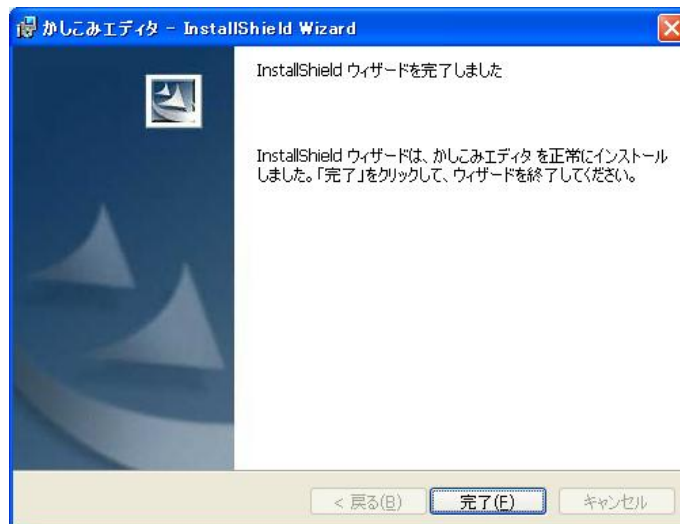 かしこみエディタ - InstallShield Wizard
InstallShield ウィザードを完了しました
InstallShield ウィザードは、かしこみエディタ を正常にインストール
しました。「完了」をクリックして、ウィザードを終了してください。
< 戻る(B)
完了(F)
キャンセル